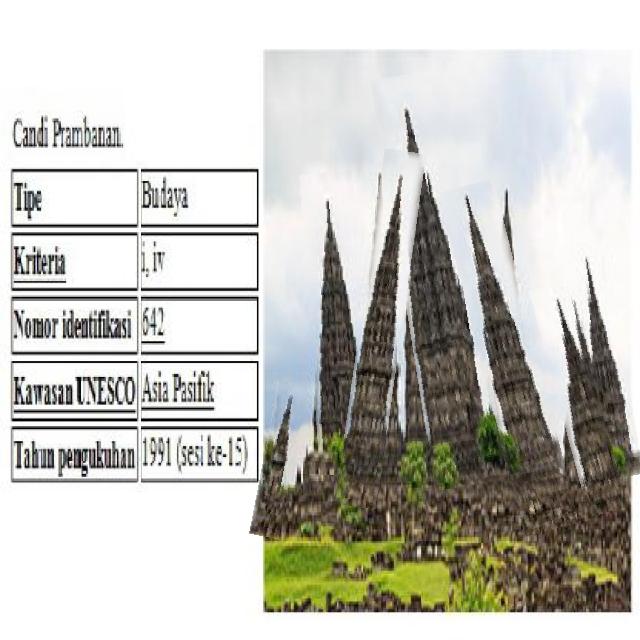 Candi Prambanan.
Tipe Budaya
Kriteria i, iv
Nomor identifikasi 642
Kawasan UNESCO Asia Pasifik
Tahun pengukuhan 1991 (sesi ke-15)